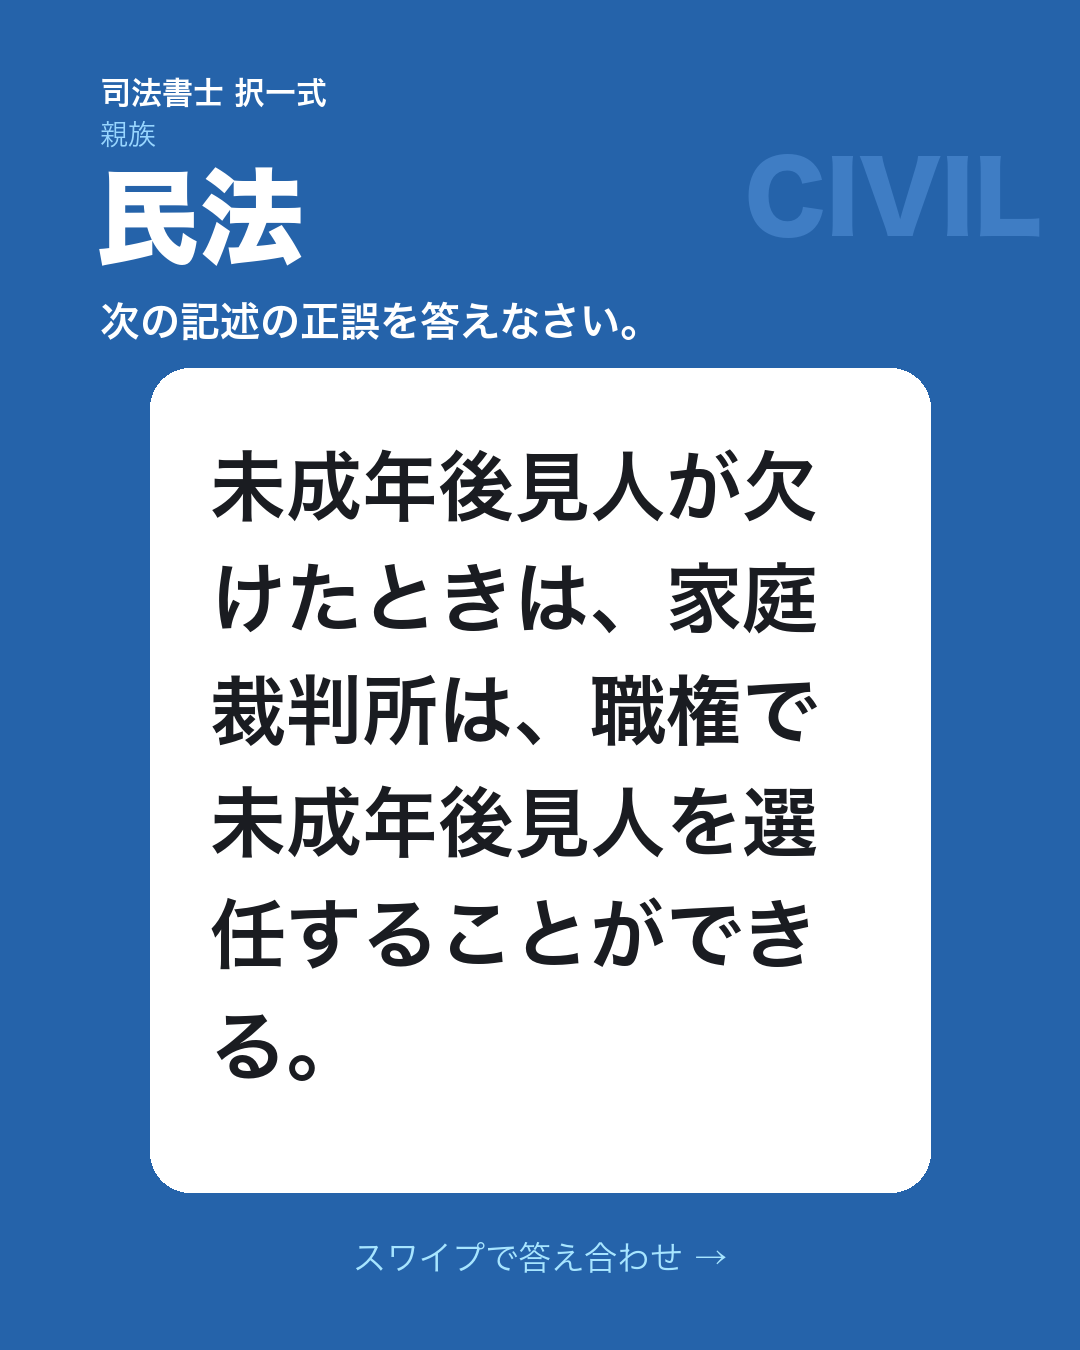 司法書士 択一式
親族
民法
CIVIL
次の記述の正誤を答えなさい。
未成年後見人が欠
けたときは、家庭
裁判所は、職権で
未成年後見人を選
任することができ
る。
スワイプで答え合わせ →